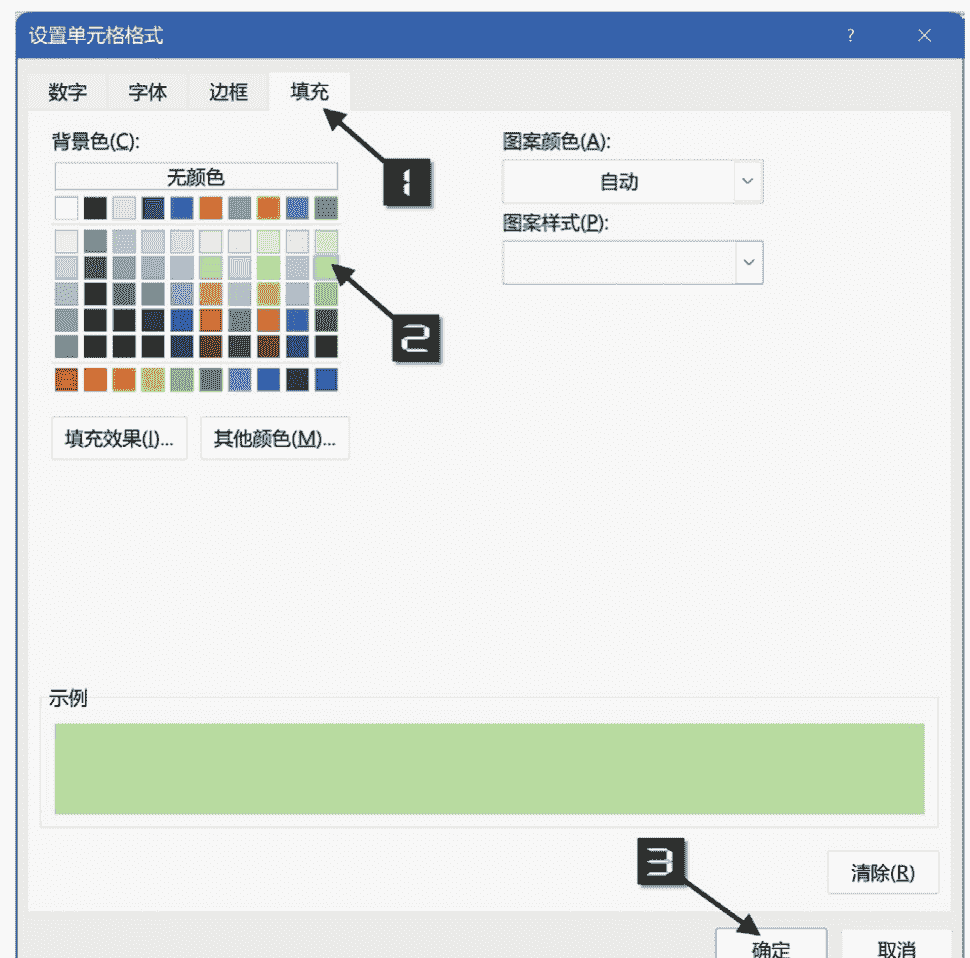 设置单元格格式 ?
数字 字体 边框 填充
背景色(C):
无颜色
1
2
填充效果(I)... 其他颜色(M)...
图案颜色(A):
自动
图案样式(P):
示例
3
清除(R)
确定 取消